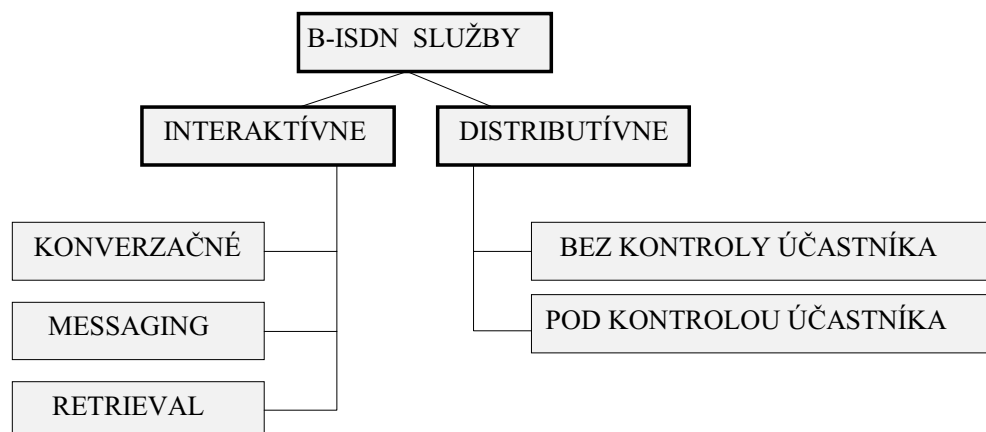 B-ISDN SLUŽBY
INTERAKTÍVNE
DISTRIBUTÍVNE
KONVERZAČNÉ
MESSAGING
RETRIEVAL
BEZ KONTROLY ÚČASTNÍKA
POD KONTROLOU ÚČASTNÍKA